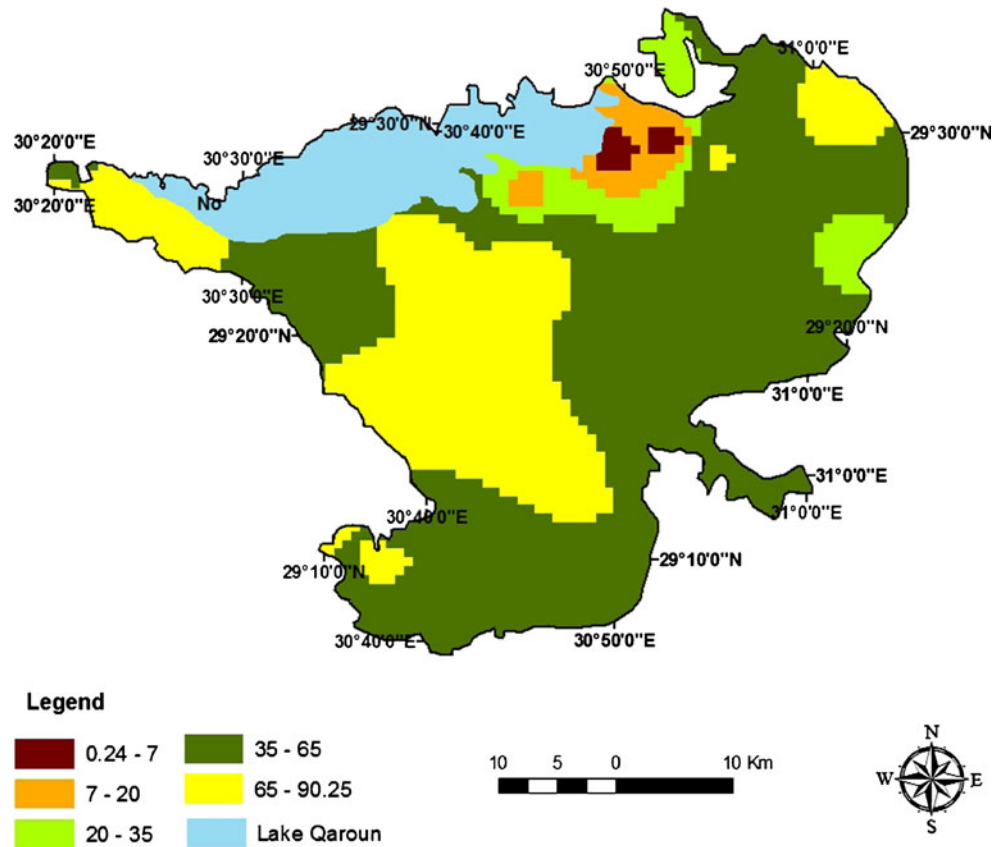 31°0'0"E
30°50'0"E
29°30'0"N
30°40'0"E
29°30'0"N
30°20'0"E
30°30'0"E
30°20'0"E
No
30°30'0"E
29°20'0"N
29°20'0"N
31°0'0"E
31°0'0"E
31°0'0"E
30°40'0"E
29°10'0"N
29°10'0"N
30°40'0"E
30°50'0"E
Legend
0.24 - 7
35 - 65
7 - 20
65 - 90.25
20 - 35
Lake Qaroun
10 5 0 10 Km
N
W E
S